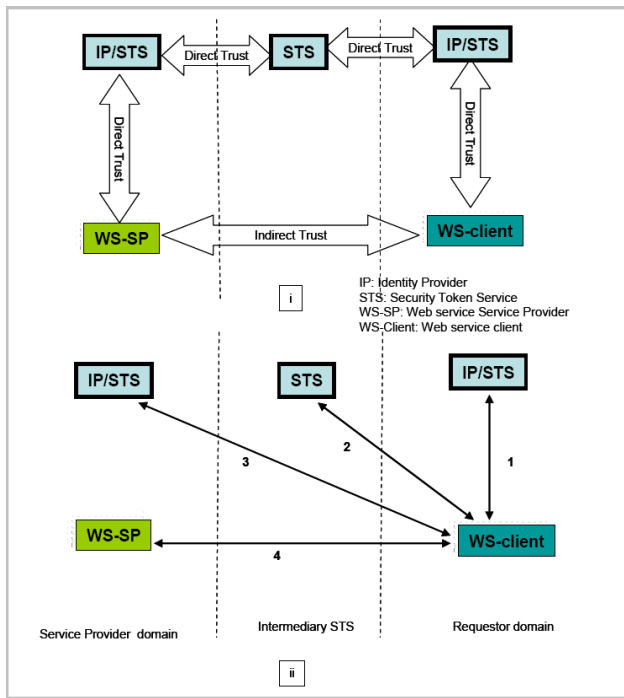 IP/STS
Direct Trust
STS
Direct Trust
IP/STS
Direct Trust
Direct Trust
WS-SP
Indirect Trust
WS-client
i
IP: Identity Provider
STS: Security Token Service
WS-SP: Web service Service Provider
WS-Client: Web service client
IP/STS
STS
IP/STS
3
2
1
WS-SP
4
WS-client
Service Provider domain
Intermediary STS
Requestor domain
ii